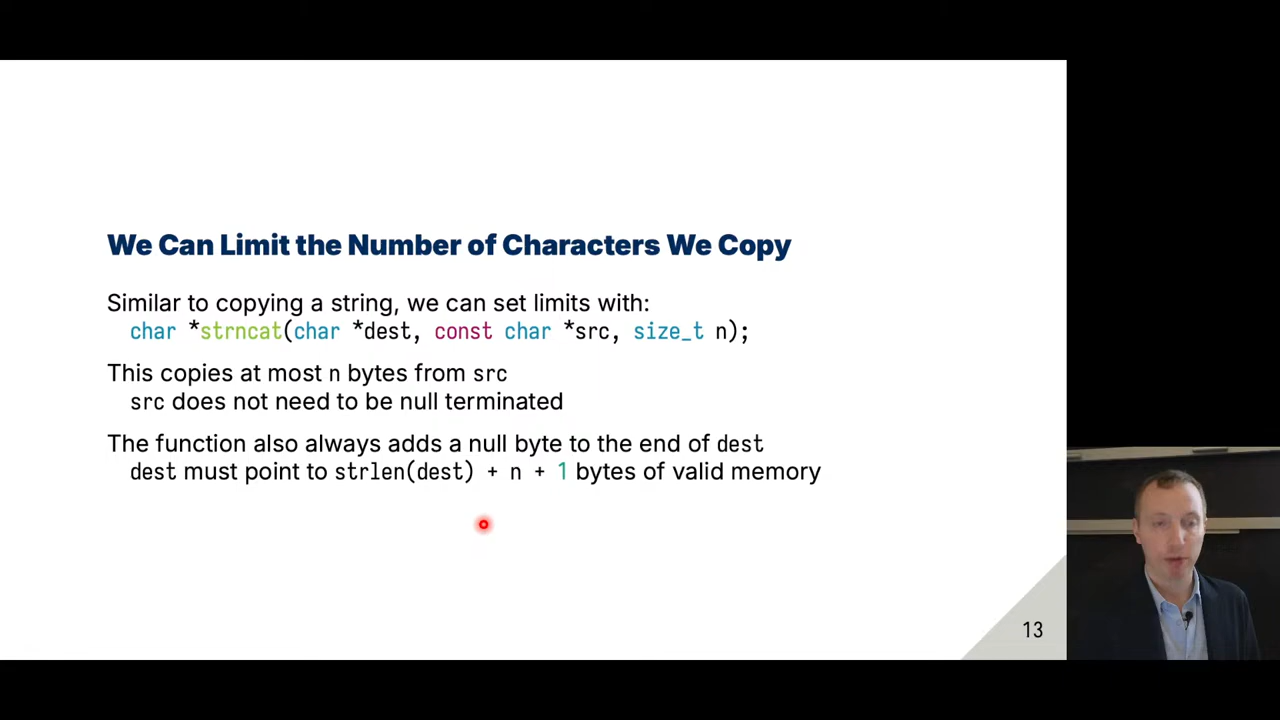 We Can Limit the Number of Characters We Copy
Similar to copying a string, we can set limits with:
char *strncat(char *dest, const char *src, size_t n);
This copies at most n bytes from src
src does not need to be null terminated
The function also always adds a null byte to the end of dest
dest must point to strlen(dest) + n + 1 bytes of valid memory
13